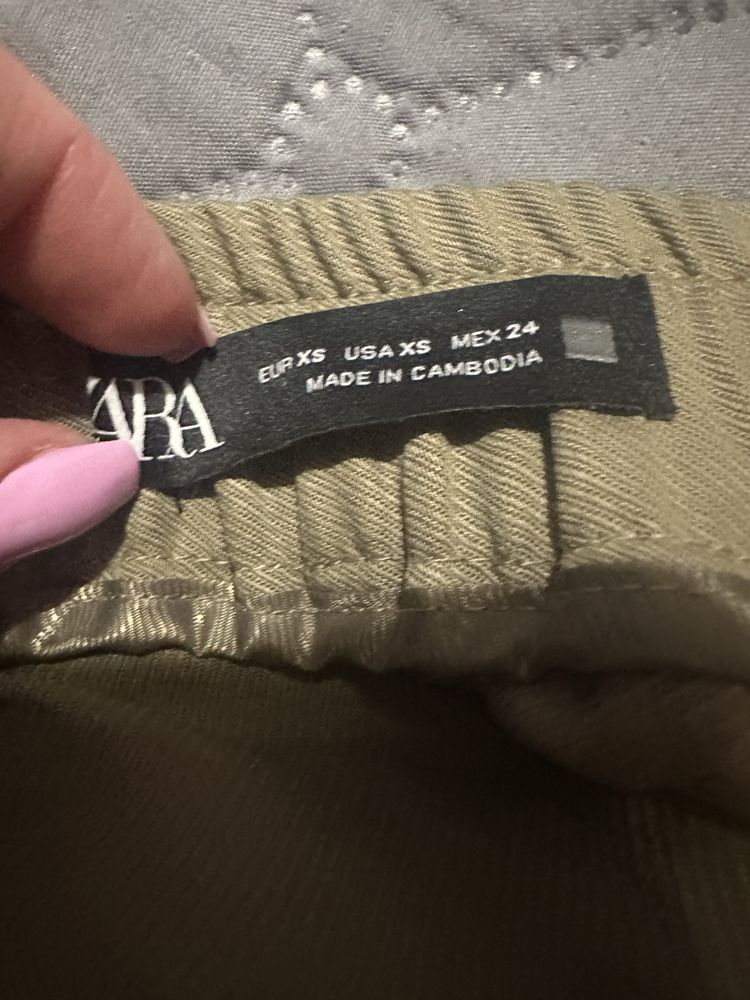 ZARA
EUR XS USA XS MEX 24
MADE IN CAMBODIA